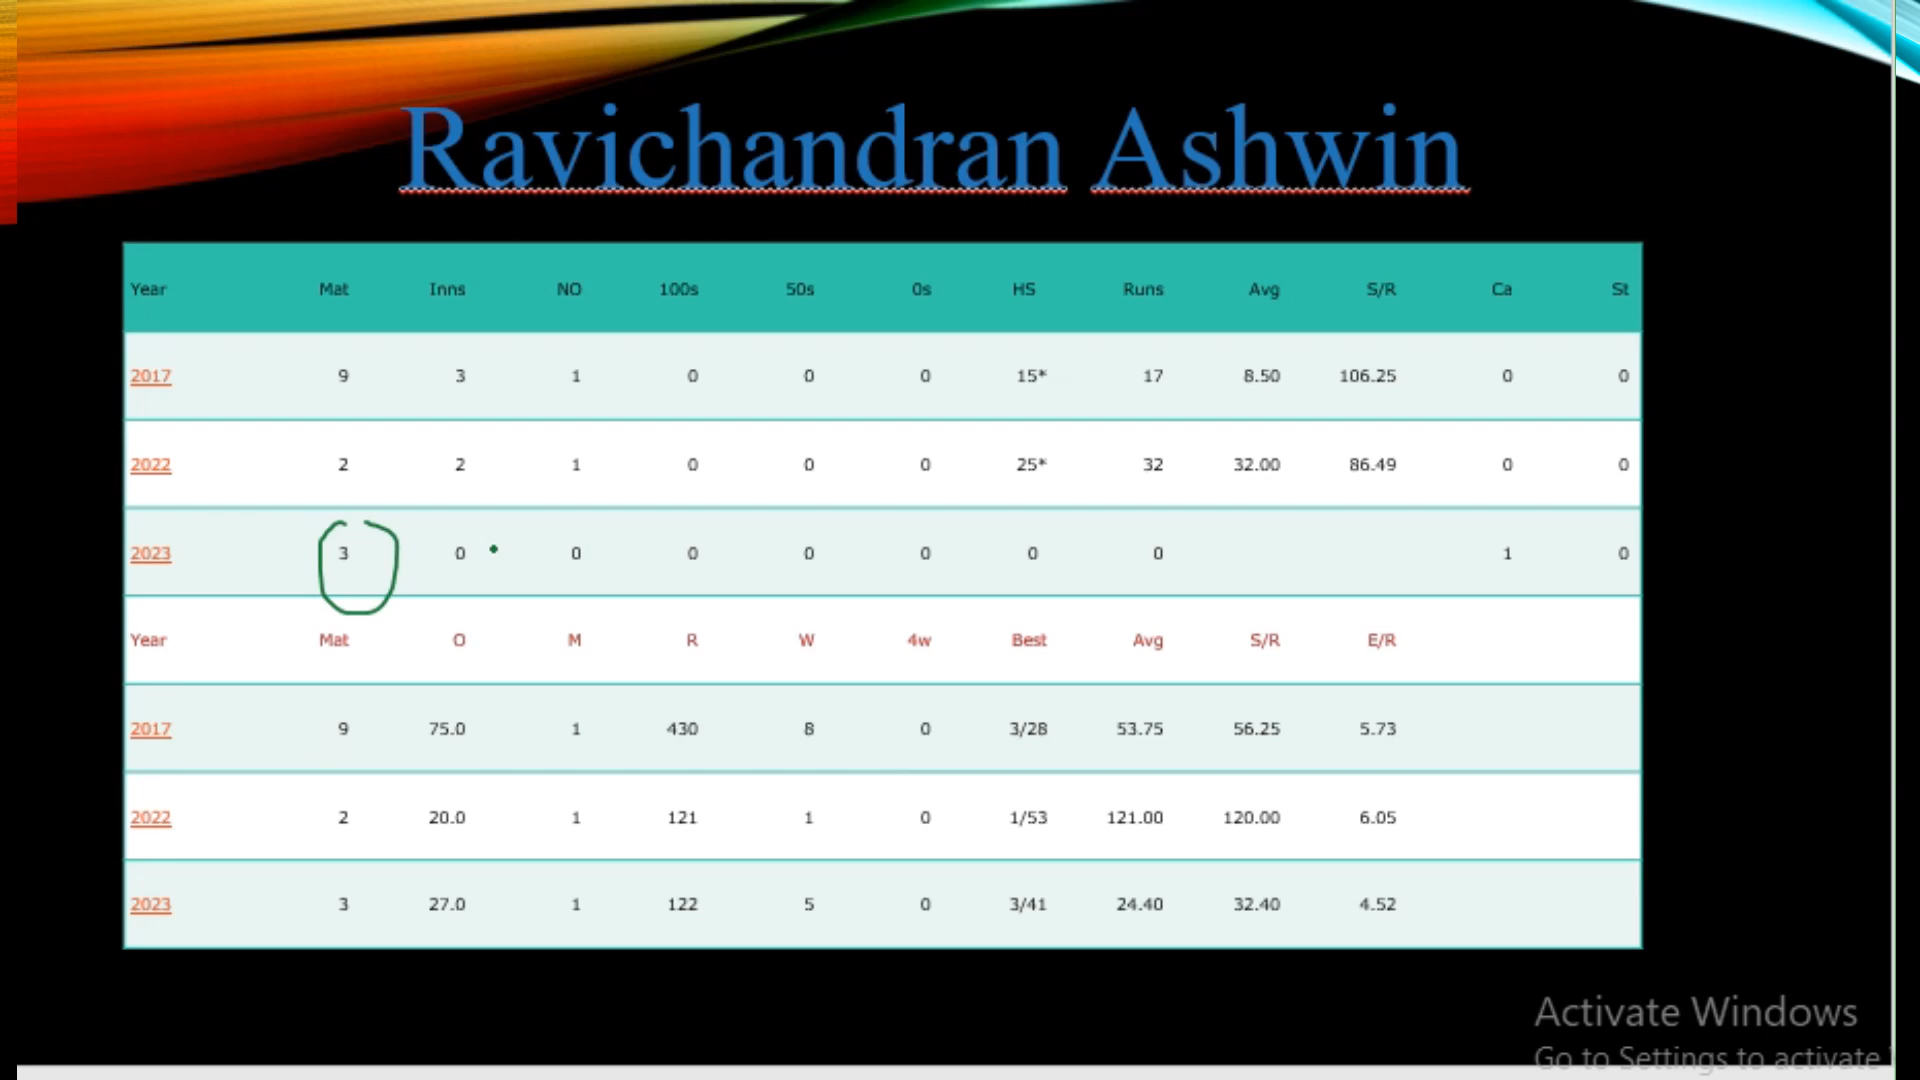 Ravichandran Ashwin
Year Mat Inns NO 100s 50s 0s HS Runs Avg S/R Ca St
2017 9 3 1 0 0 0 15* 17 8.50 106.25 0 0
2022 2 2 1 0 0 0 25* 32 32.00 86.49 0 0
2023 3 0 0 0 0 0 0 0 1 0
Year Mat O M R W 4w Best Avg S/R E/R
2017 9 75.0 1 430 8 0 3/28 53.75 56.25 5.73
2022 2 20.0 1 121 1 0 1/53 121.00 120.00 6.05
2023 3 27.0 1 122 5 0 3/41 24.40 32.40 4.52
Activate Windows
Go to Settings to activate